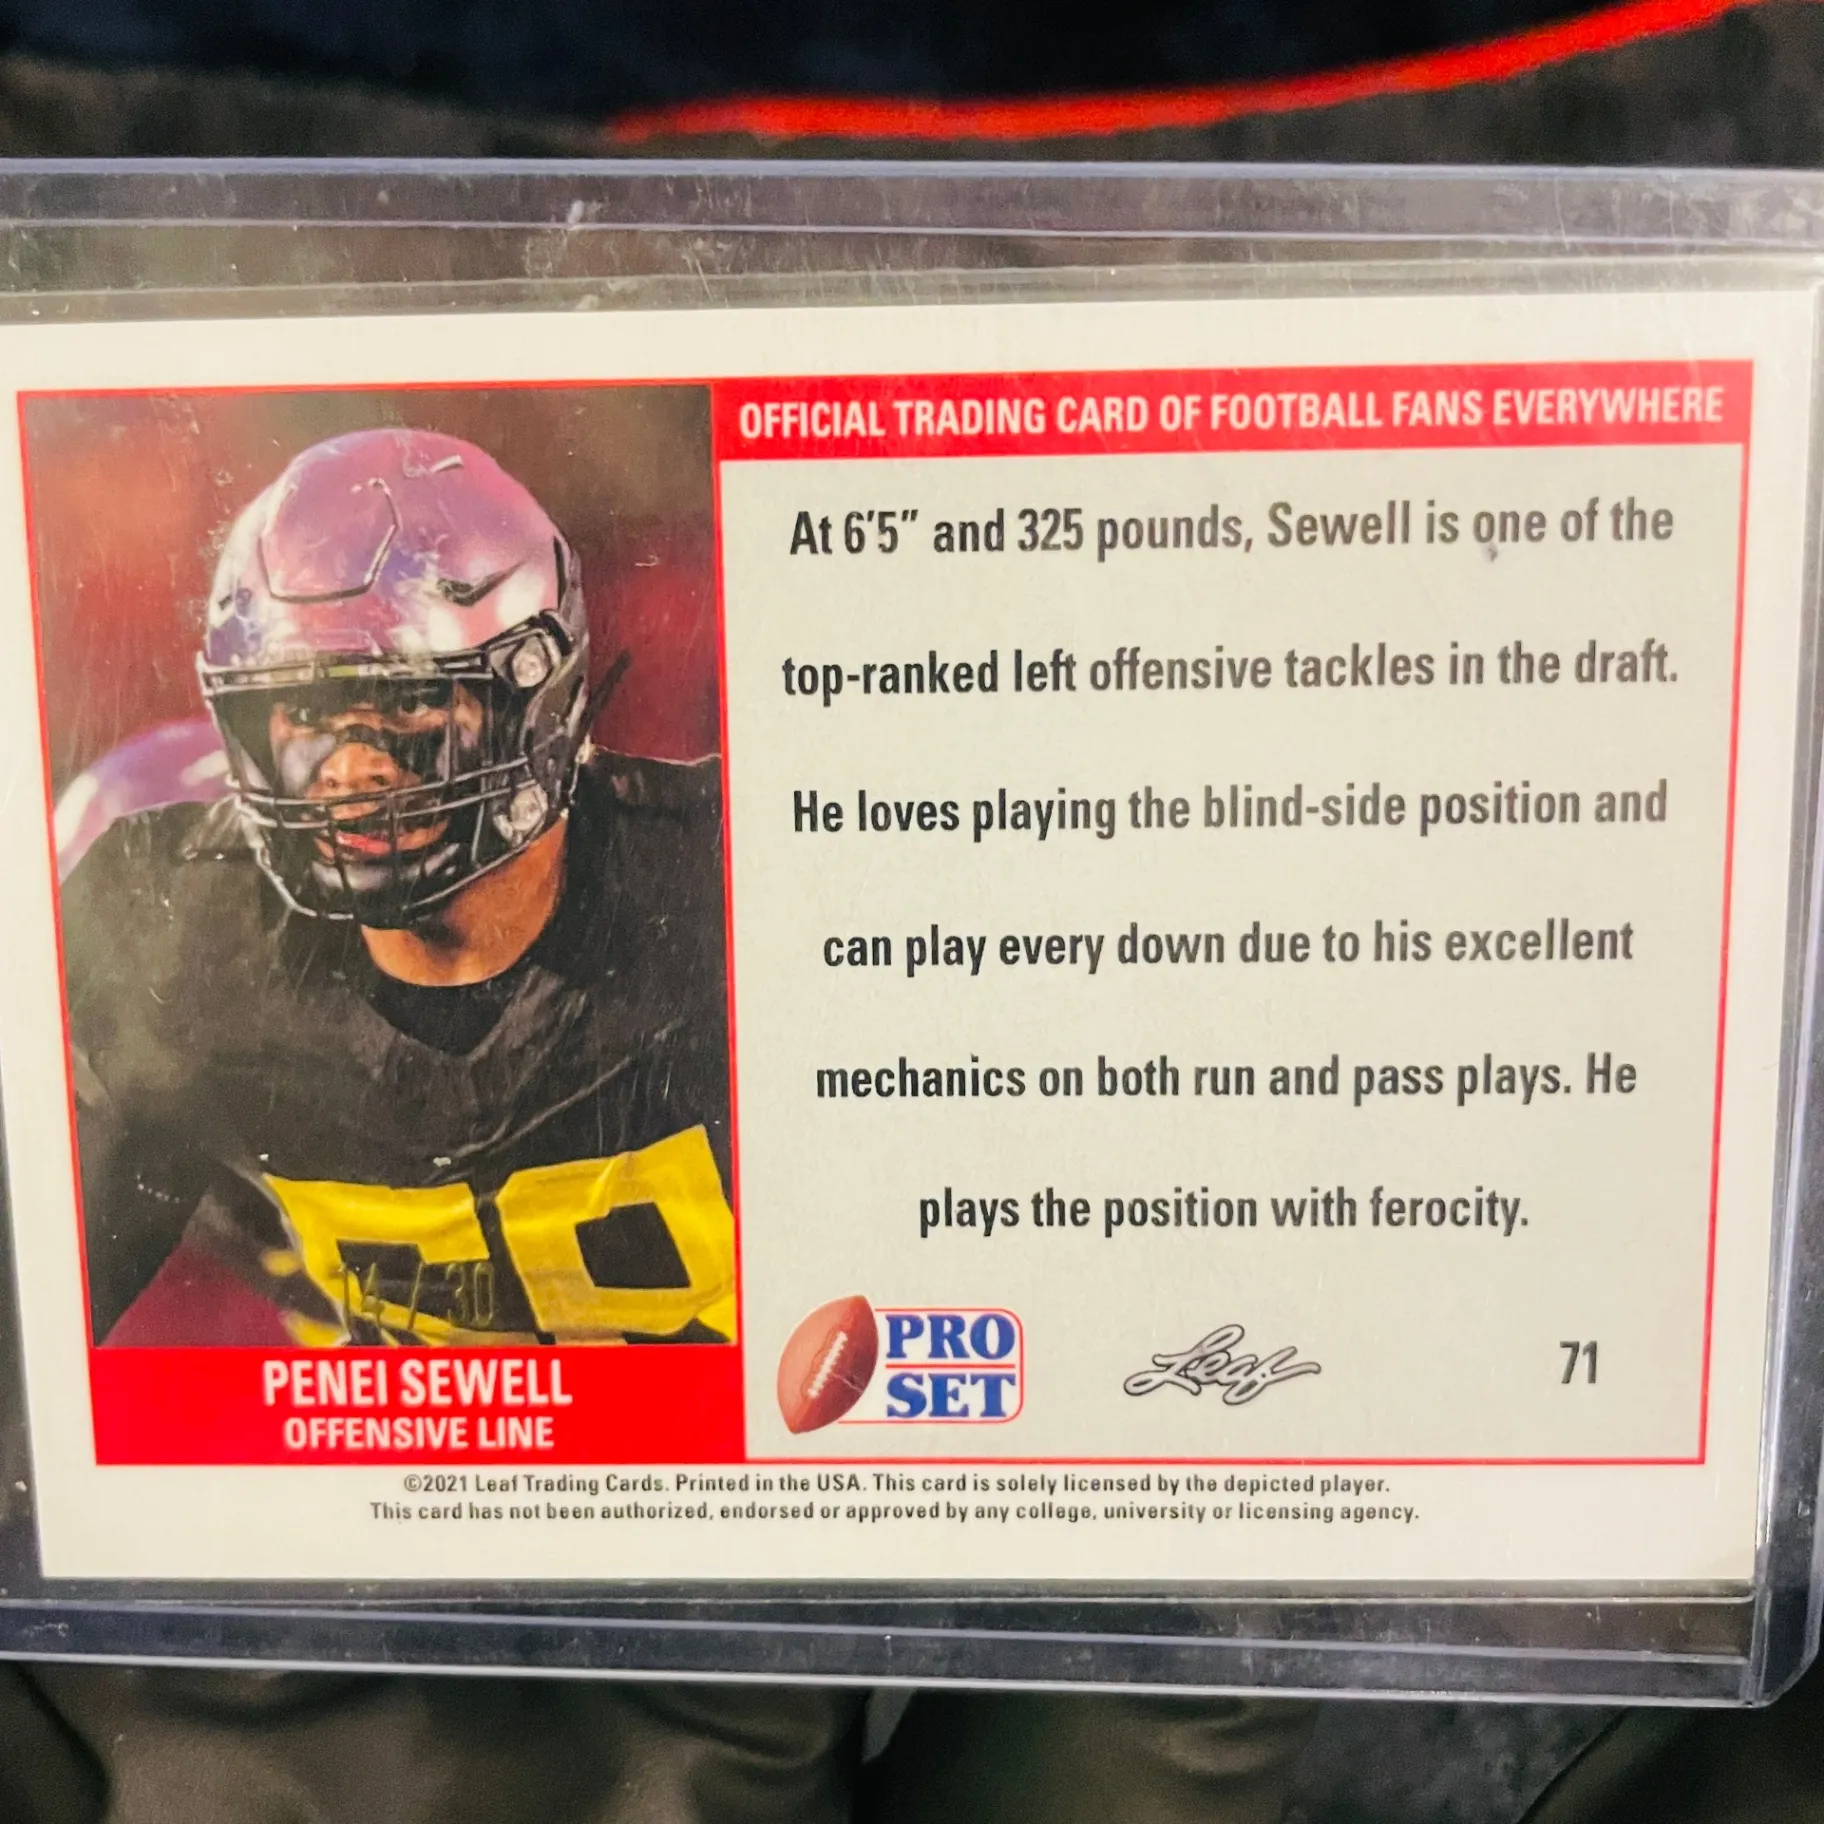 OFFICIAL TRADING CARD OF FOOTBALL FANS EVERYWHERE
At 6'5" and 325 pounds, Sewell is one of the
top-ranked left offensive tackles in the draft.
He loves playing the blind-side position and
can play every down due to his excellent
mechanics on both run and pass plays. He
plays the position with ferocity.
14/30
PENEI SEWELL
OFFENSIVE LINE
PRO
SET
Leaf
71
©2021 Leaf Trading Cards. Printed in the USA. This card is solely licensed by the depicted player.
This card has not been authorized, endorsed or approved by any college, university or licensing agency.